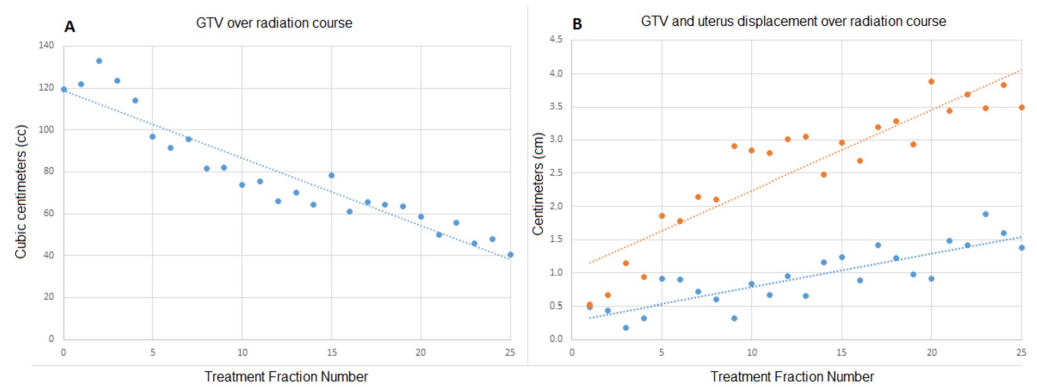 A
GTV over radiation course
140
120
100
80
60
40
20
0
Cubic centimeters (cc)
0 5 10 15 20 25
Treatment Fraction Number
B
GTV and uterus displacement over radiation course
4.5
4.0
3.5
3.0
2.5
2.0
1.5
1.0
0.5
0.0
Centimeters (cm)
0 5 10 15 20 25
Treatment Fraction Number